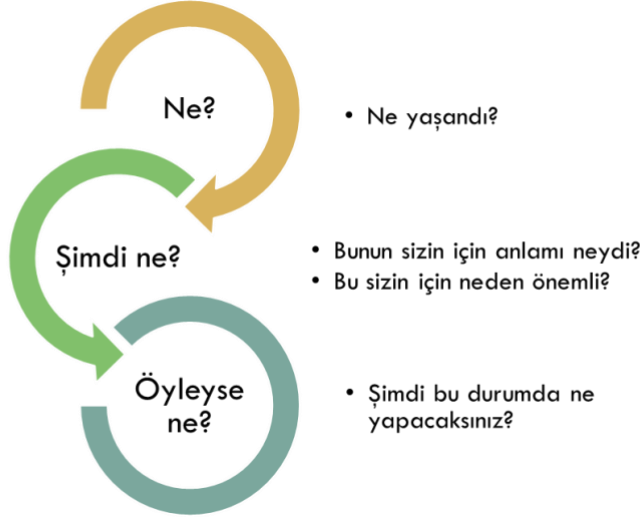 Ne?
• Ne yaşandı?
Şimdi ne?
• Bunun sizin için anlamı neydi?
• Bu sizin için neden önemli?
Öyleyse
ne?
• Şimdi bu durumda ne
yapacaksınız?